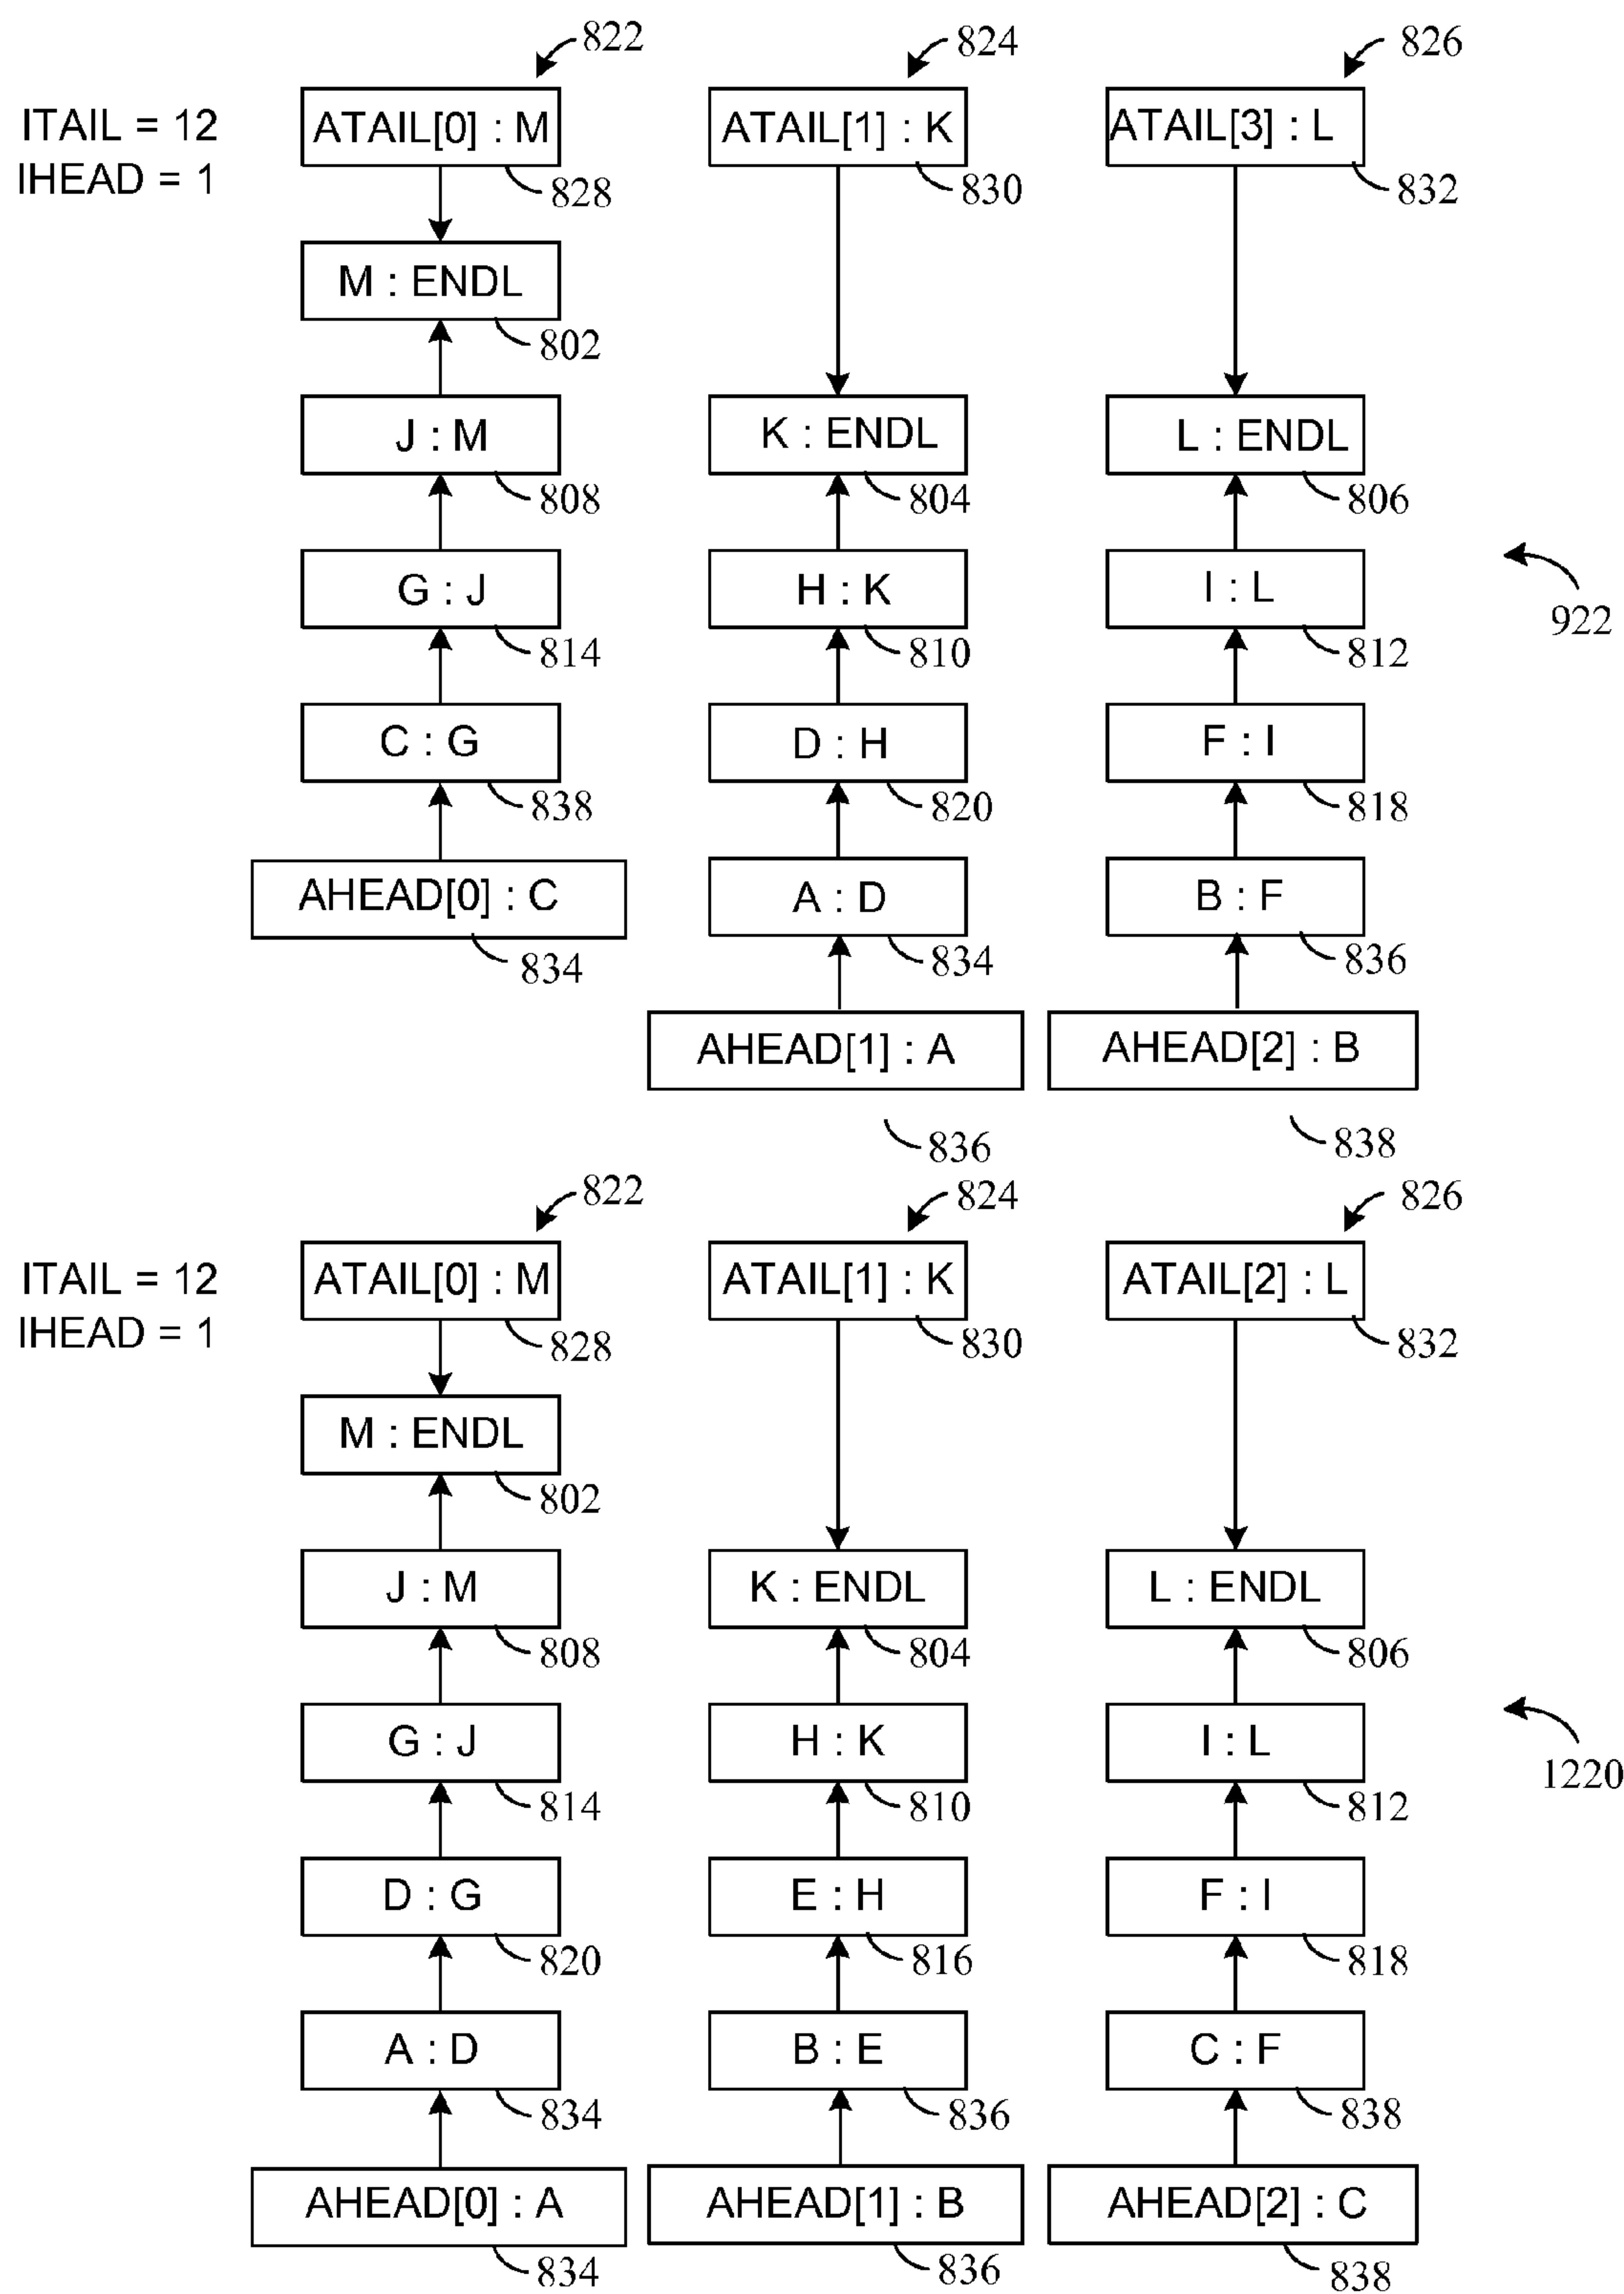 822 824 826
ITAIL = 12 ATAIL[0] : M ATAIL[1] : K ATAIL[3] : L
IHEAD = 1 828 830 832
M : ENDL
802
J : M K : ENDL L : ENDL
808 804 806
G : J H : K I : L
814 810 812 922
C : G D : H F : I
838 820 818
AHEAD[0] : C A : D B : F
834 834 836
AHEAD[1] : A AHEAD[2] : B
836 838
822 824 826
ITAIL = 12 ATAIL[0] : M ATAIL[1] : K ATAIL[2] : L
IHEAD = 1 828 830 832
M : ENDL
802
J : M K : ENDL L : ENDL
808 804 806
G : J H : K I : L
814 810 812 1220
D : G E : H F : I
820 816 818
A : D B : E C : F
834 836 838
AHEAD[0] : A AHEAD[1] : B AHEAD[2] : C
834 836 838